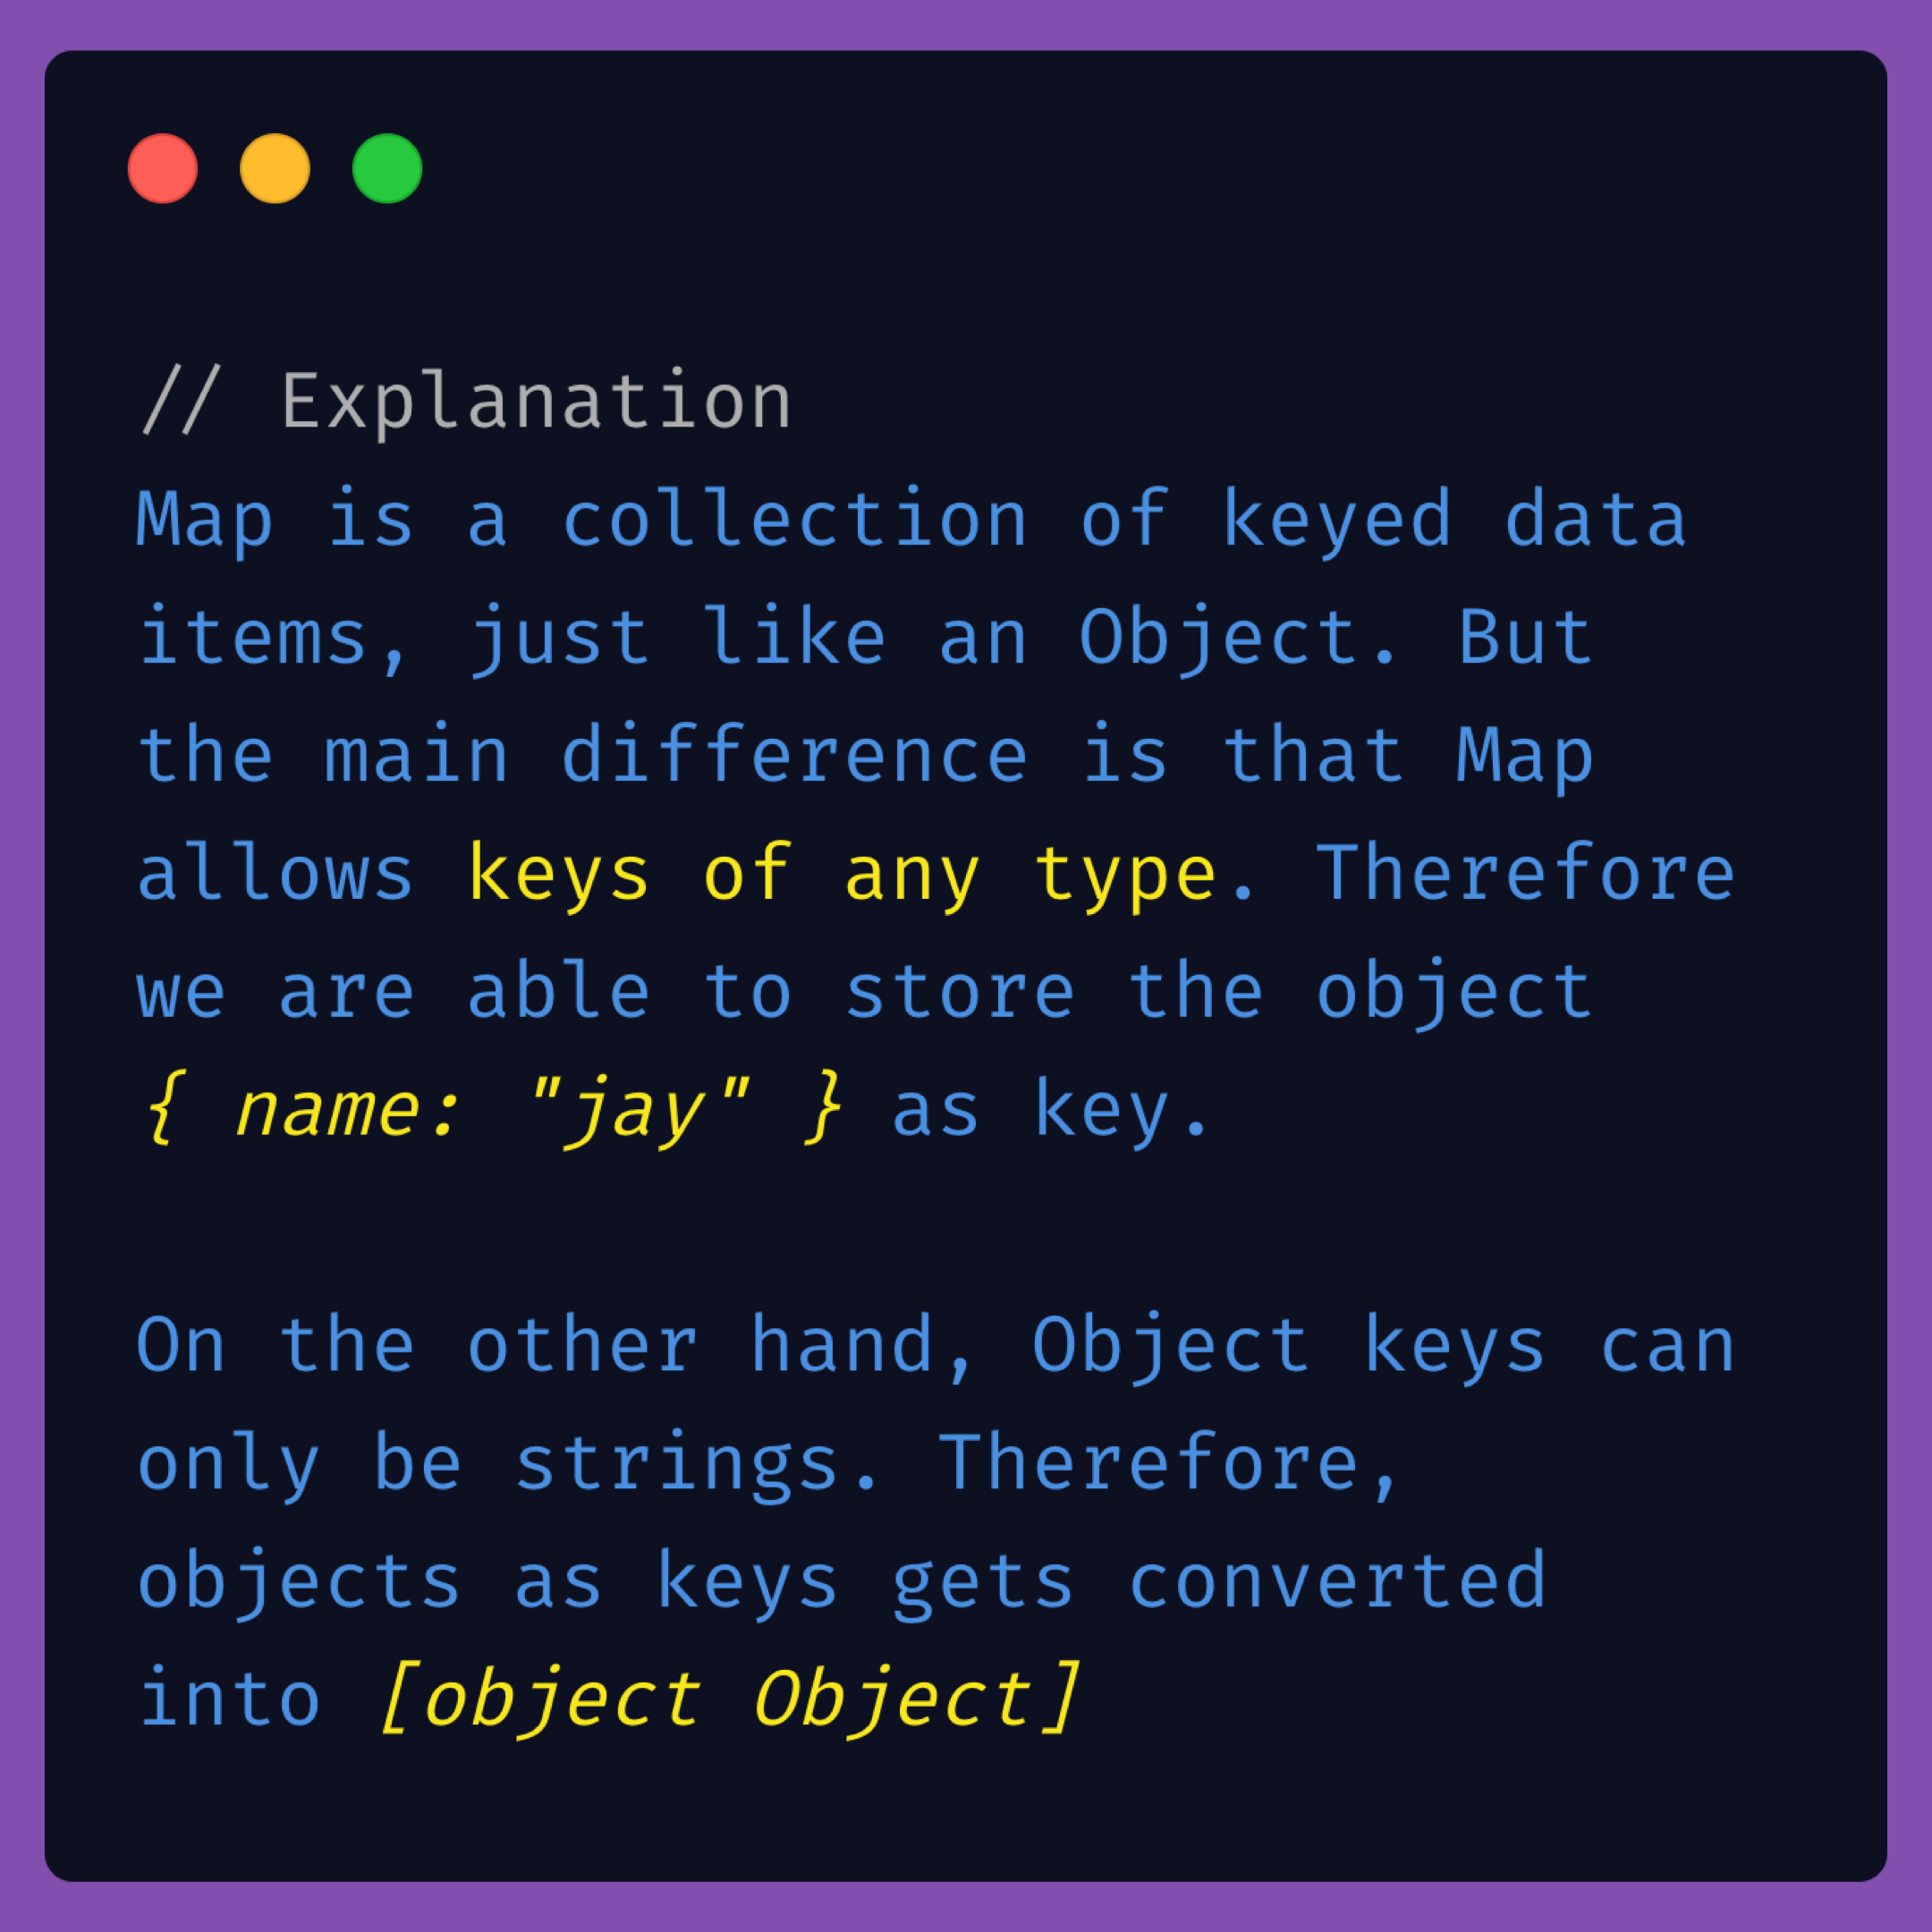 // Explanation
Map is a collection of keyed data
items, just like an Object. But
the main difference is that Map
allows keys of any type. Therefore
we are able to store the object
{ name: "jay" } as key.
On the other hand, Object keys can
only be strings. Therefore,
objects as keys gets converted
into [object Object]